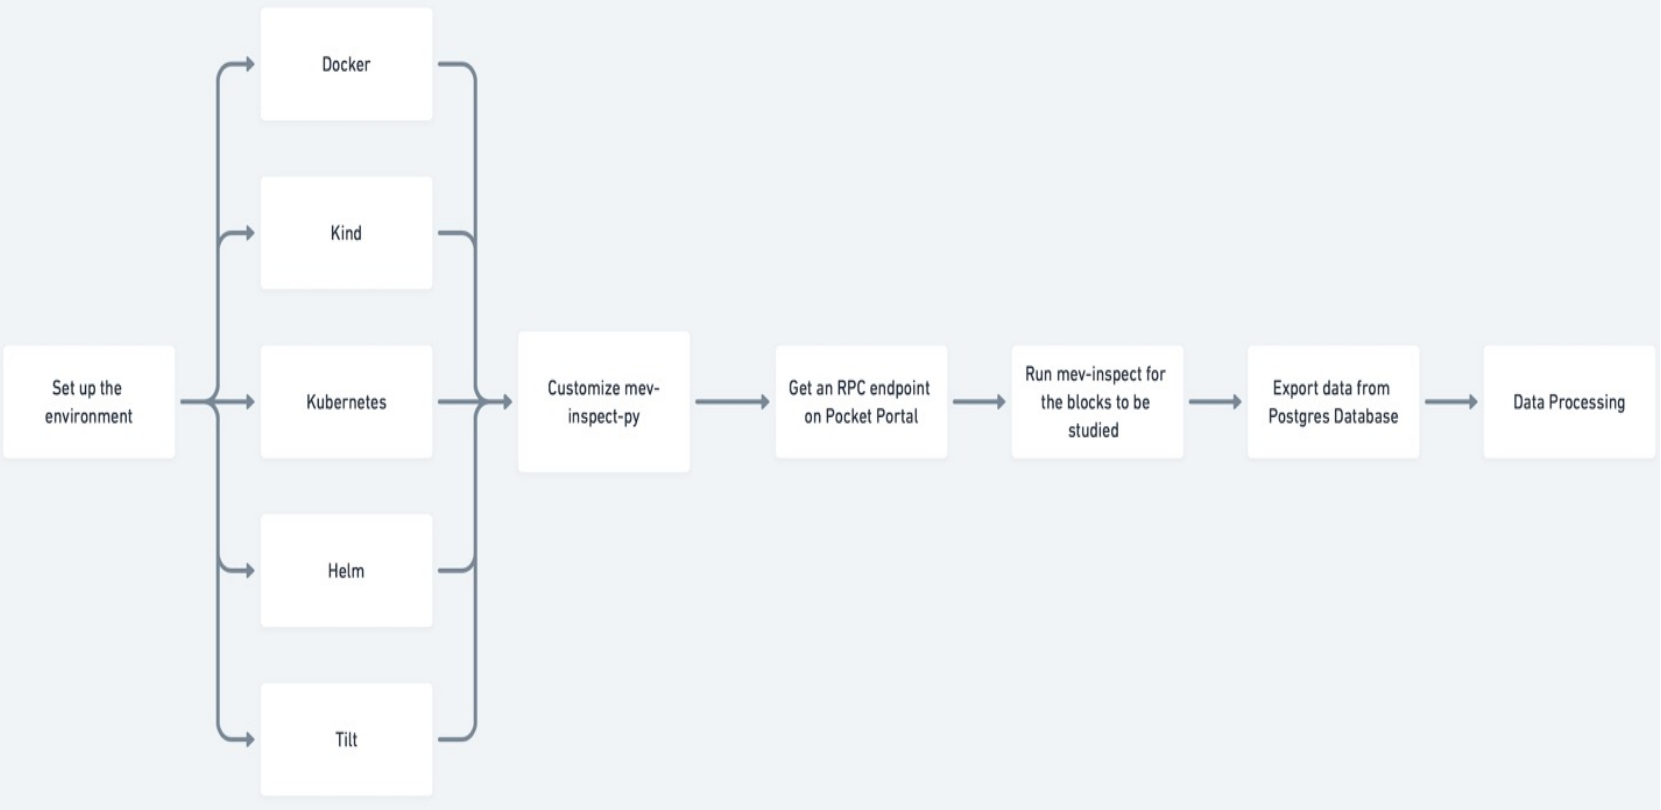 Set up the
environment
Docker
Kind
Kubernetes
Helm
Tilt
Customize mev-
inspect-py
Get an RPC endpoint
on Pocket Portal
Run mev-inspect for
the blocks to be
studied
Export data from
Postgres Database
Data Processing